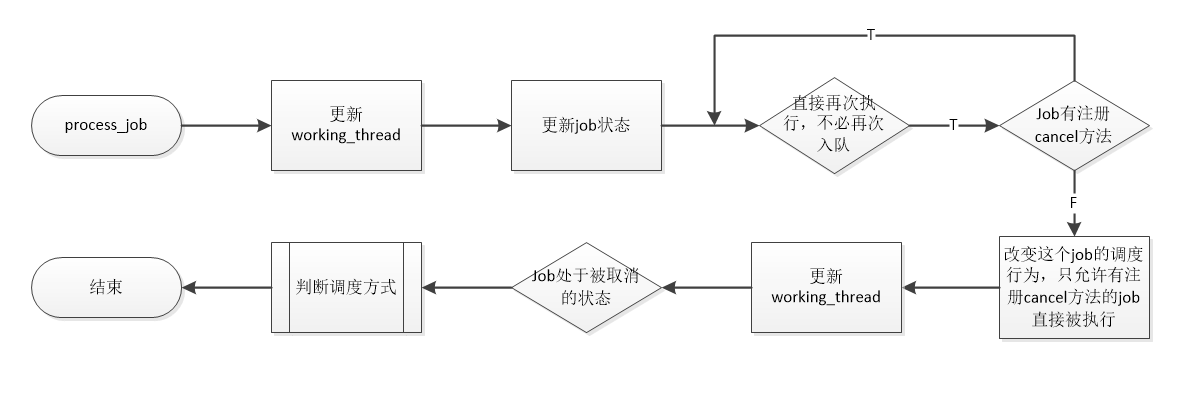 process_job
更新
working_thread
更新job状态
直接再次执
行，不必再次
入队
T
T
Job有注册
cancel方法
F
改变这个job的调度
行为，只允许有注
册cancel方法的job
直接被执行
更新
working_thread
Job处于被取消
的状态
判断调度方式
结束